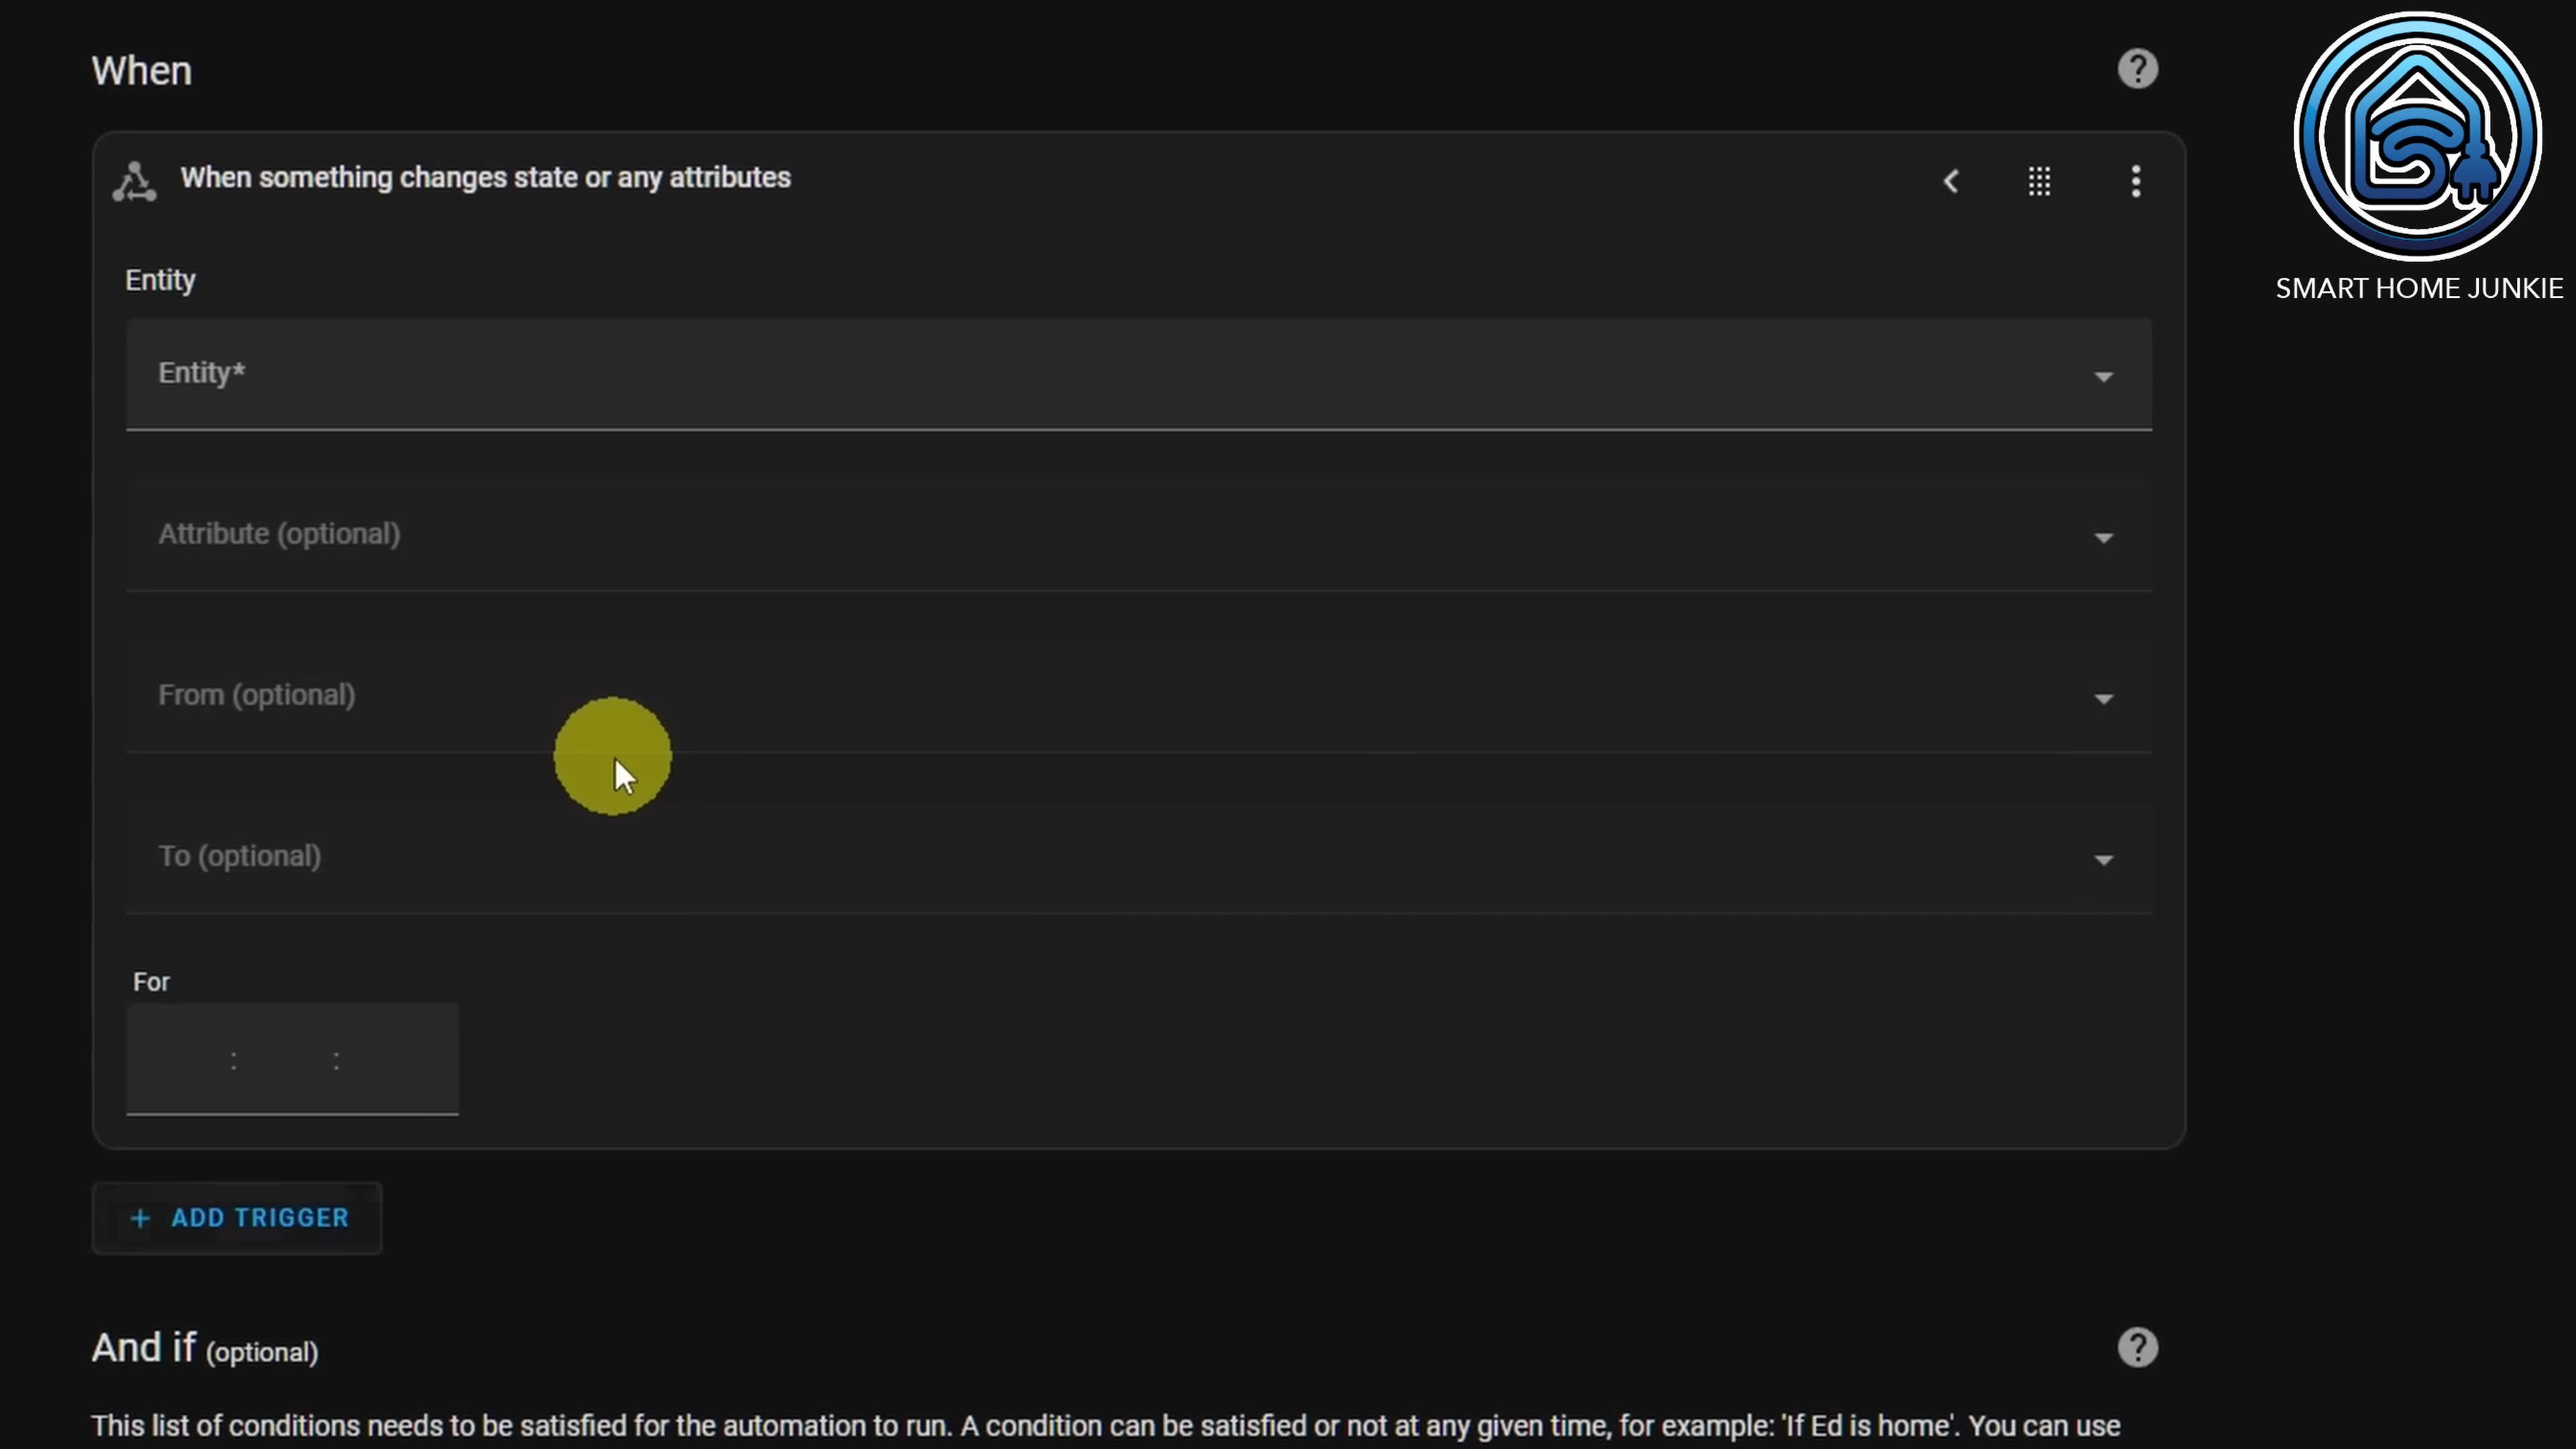 When
When something changes state or any attributes
SMART HOME JUNKIE
Entity
Entity*
Attribute (optional)
From (optional)
To (optional)
For
: :
+ ADD TRIGGER
And if (optional)
This list of conditions needs to be satisfied for the automation to run. A condition can be satisfied or not at any given time, for example: 'If Ed is home'. You can use